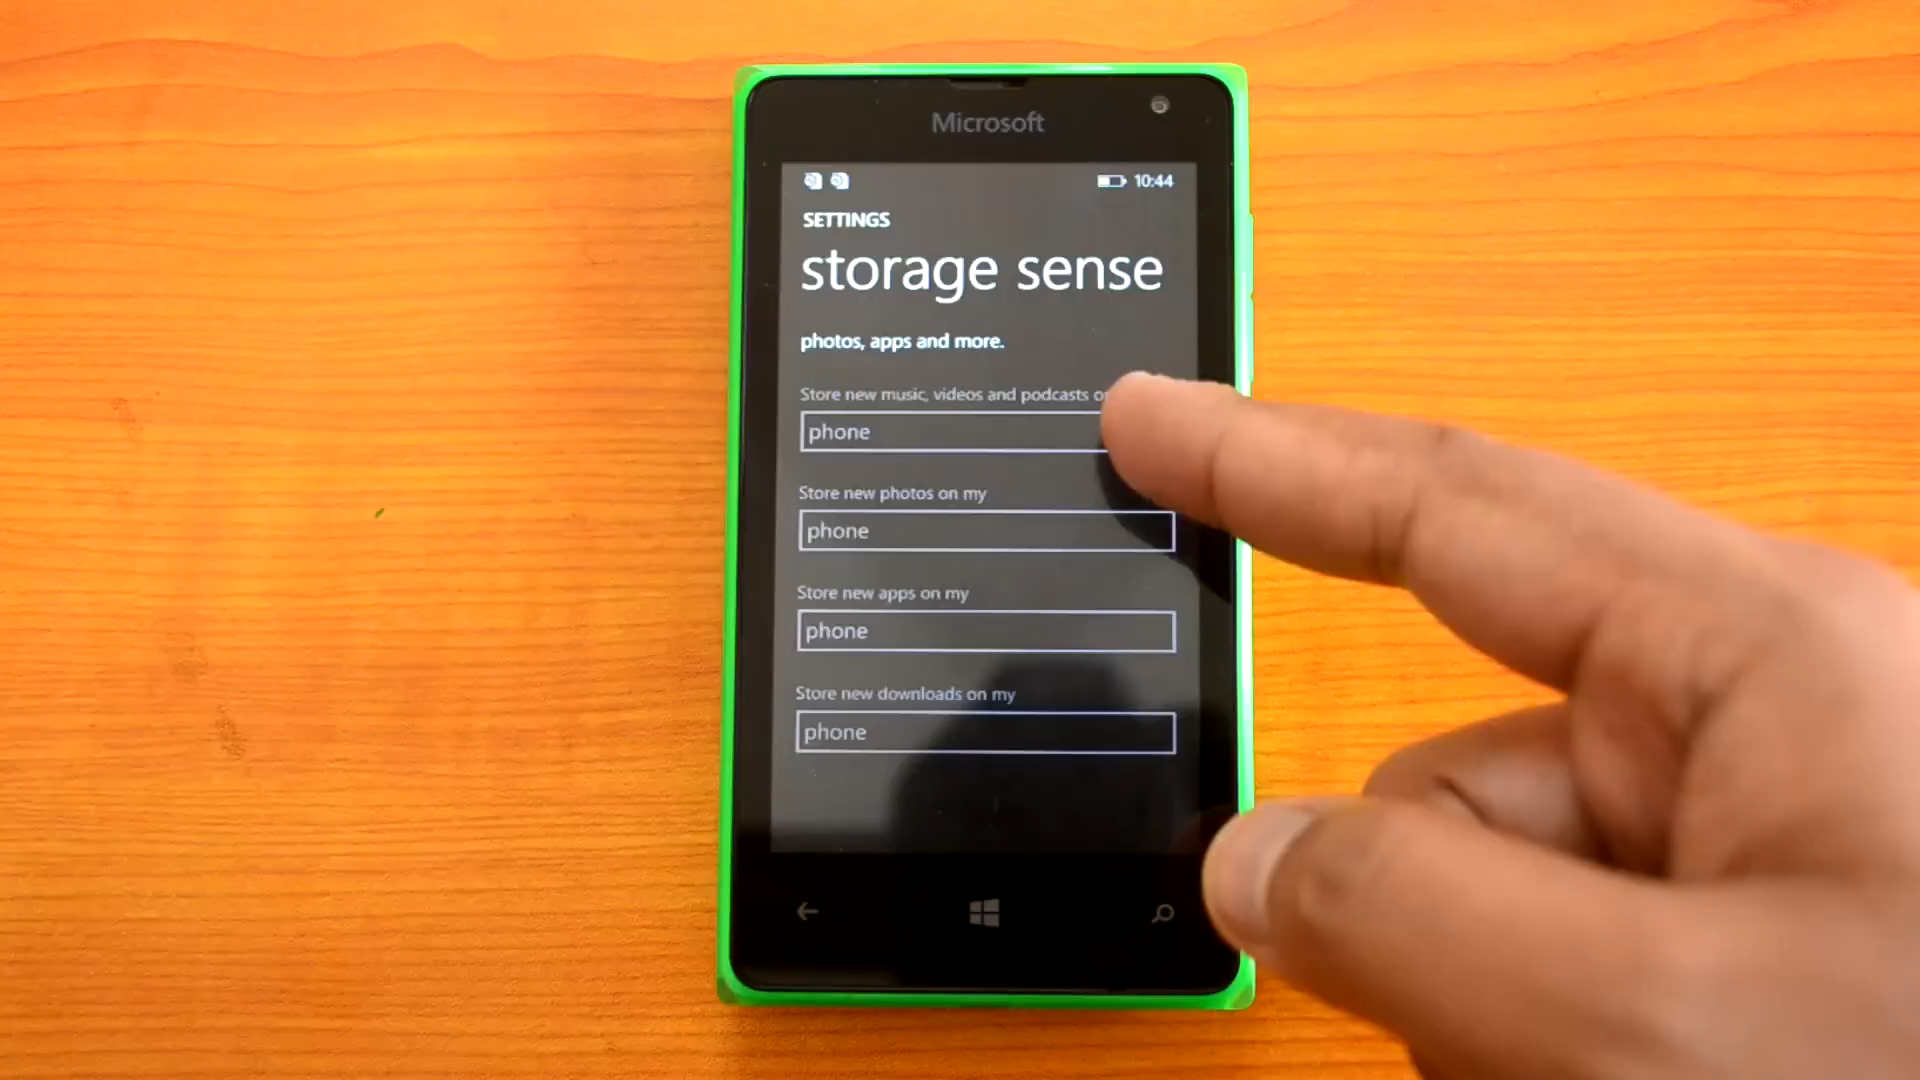 Microsoft
10:44
SETTINGS
storage sense
photos, apps and more.
Store new music, videos and podcasts
phone
Store new photos on my
phone
Store new apps on my
phone
Store new downloads on my
phone